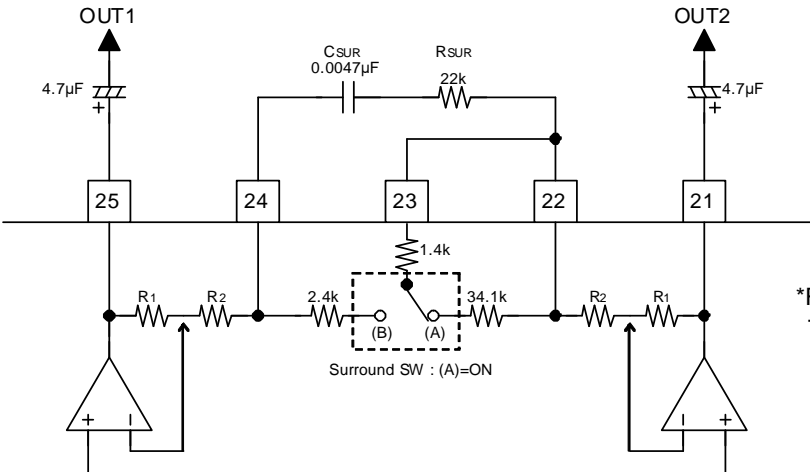 OUT1
OUT2
CSUR
0.0047µF
RSUR
22k
4.7µF
+
4.7µF
+
25
24
23
22
21
1.4k
R1
R2
2.4k
34.1k
R2
R1
(B)
(A)
Surround SW : (A)=ON
+
−
−
+